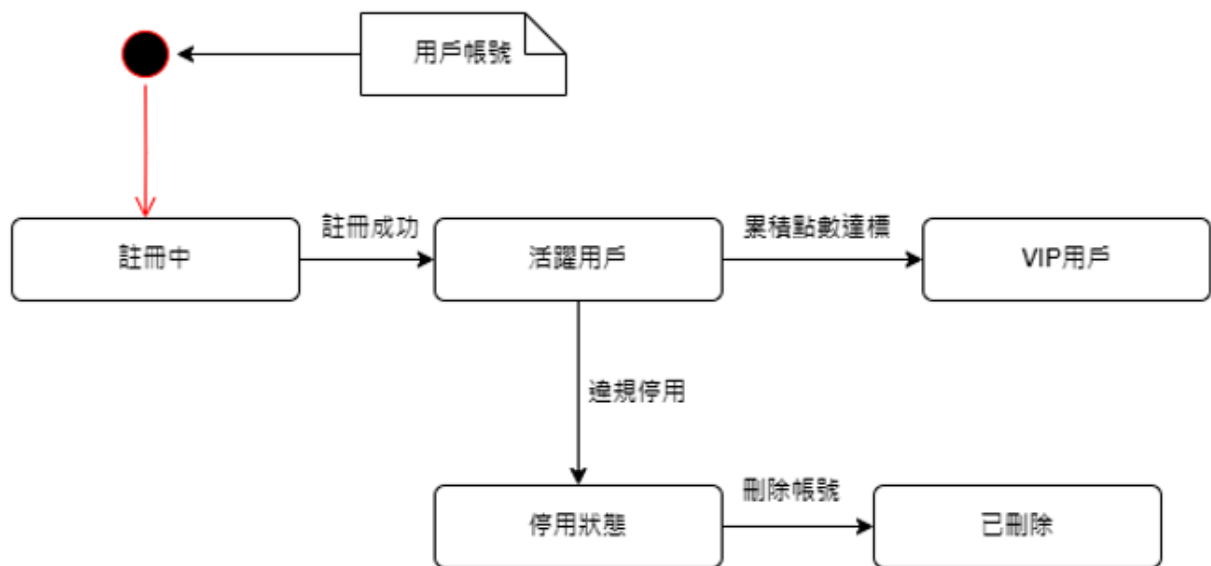 用戶帳號
註冊中
註冊成功
活躍用戶
累積點數達標
VIP用戶
違規停用
停用狀態
刪除帳號
已刪除